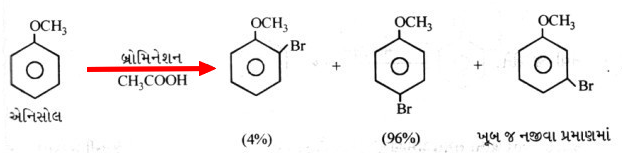 OCH₃
એનિસોલ
બ્રોમિનેશન
CH₃COOH
OCH₃
Br
(4%)
+
OCH₃
Br
(96%)
+
OCH₃
Br
ખૂબ જ નજીવા પ્રમાણમાં